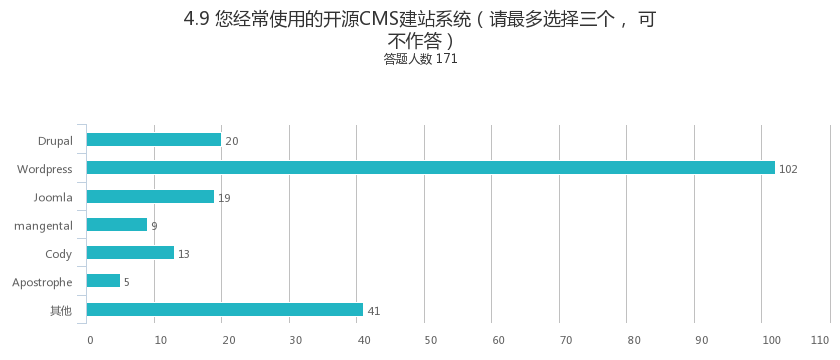 4.9 您经常使用的开源CMS建站系统（请最多选择三个， 可
不作答）
答题人数 171
Drupal 20
Wordpress 102
Joomla 19
mangental 9
Cody 13
Apostrophe 5
其他 41
0 10 20 30 40 50 60 70 80 90 100 110